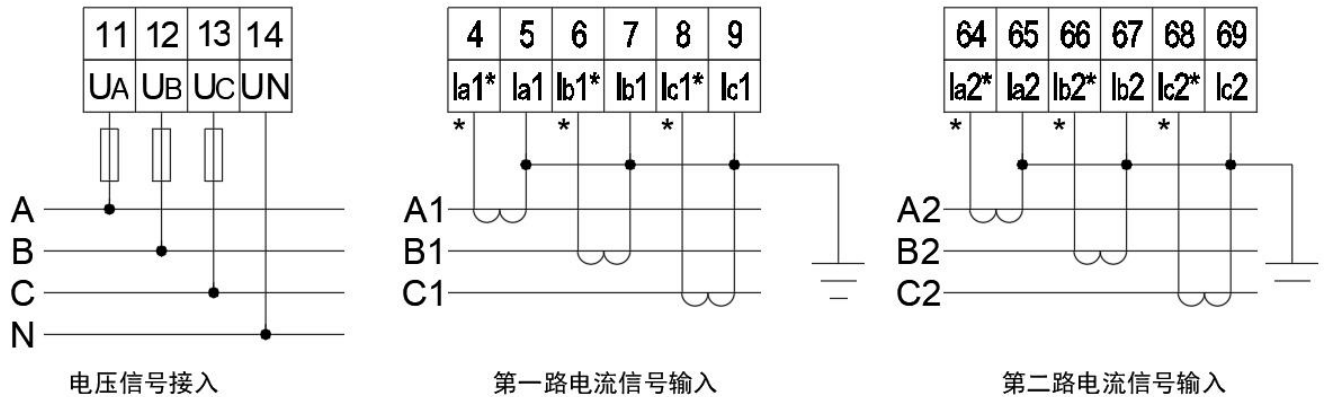 11 12 13 14
UA UB UC UN
A
B
C
N
电压信号接入
4 5 6 7 8 9
Ia1* Ia1 Ib1* Ib1 Ic1* Ic1
* * *
A1
B1
C1
第一路电流信号输入
64 65 66 67 68 69
Ia2* Ia2 Ib2* Ib2 Ic2* Ic2
* * *
A2
B2
C2
第二路电流信号输入